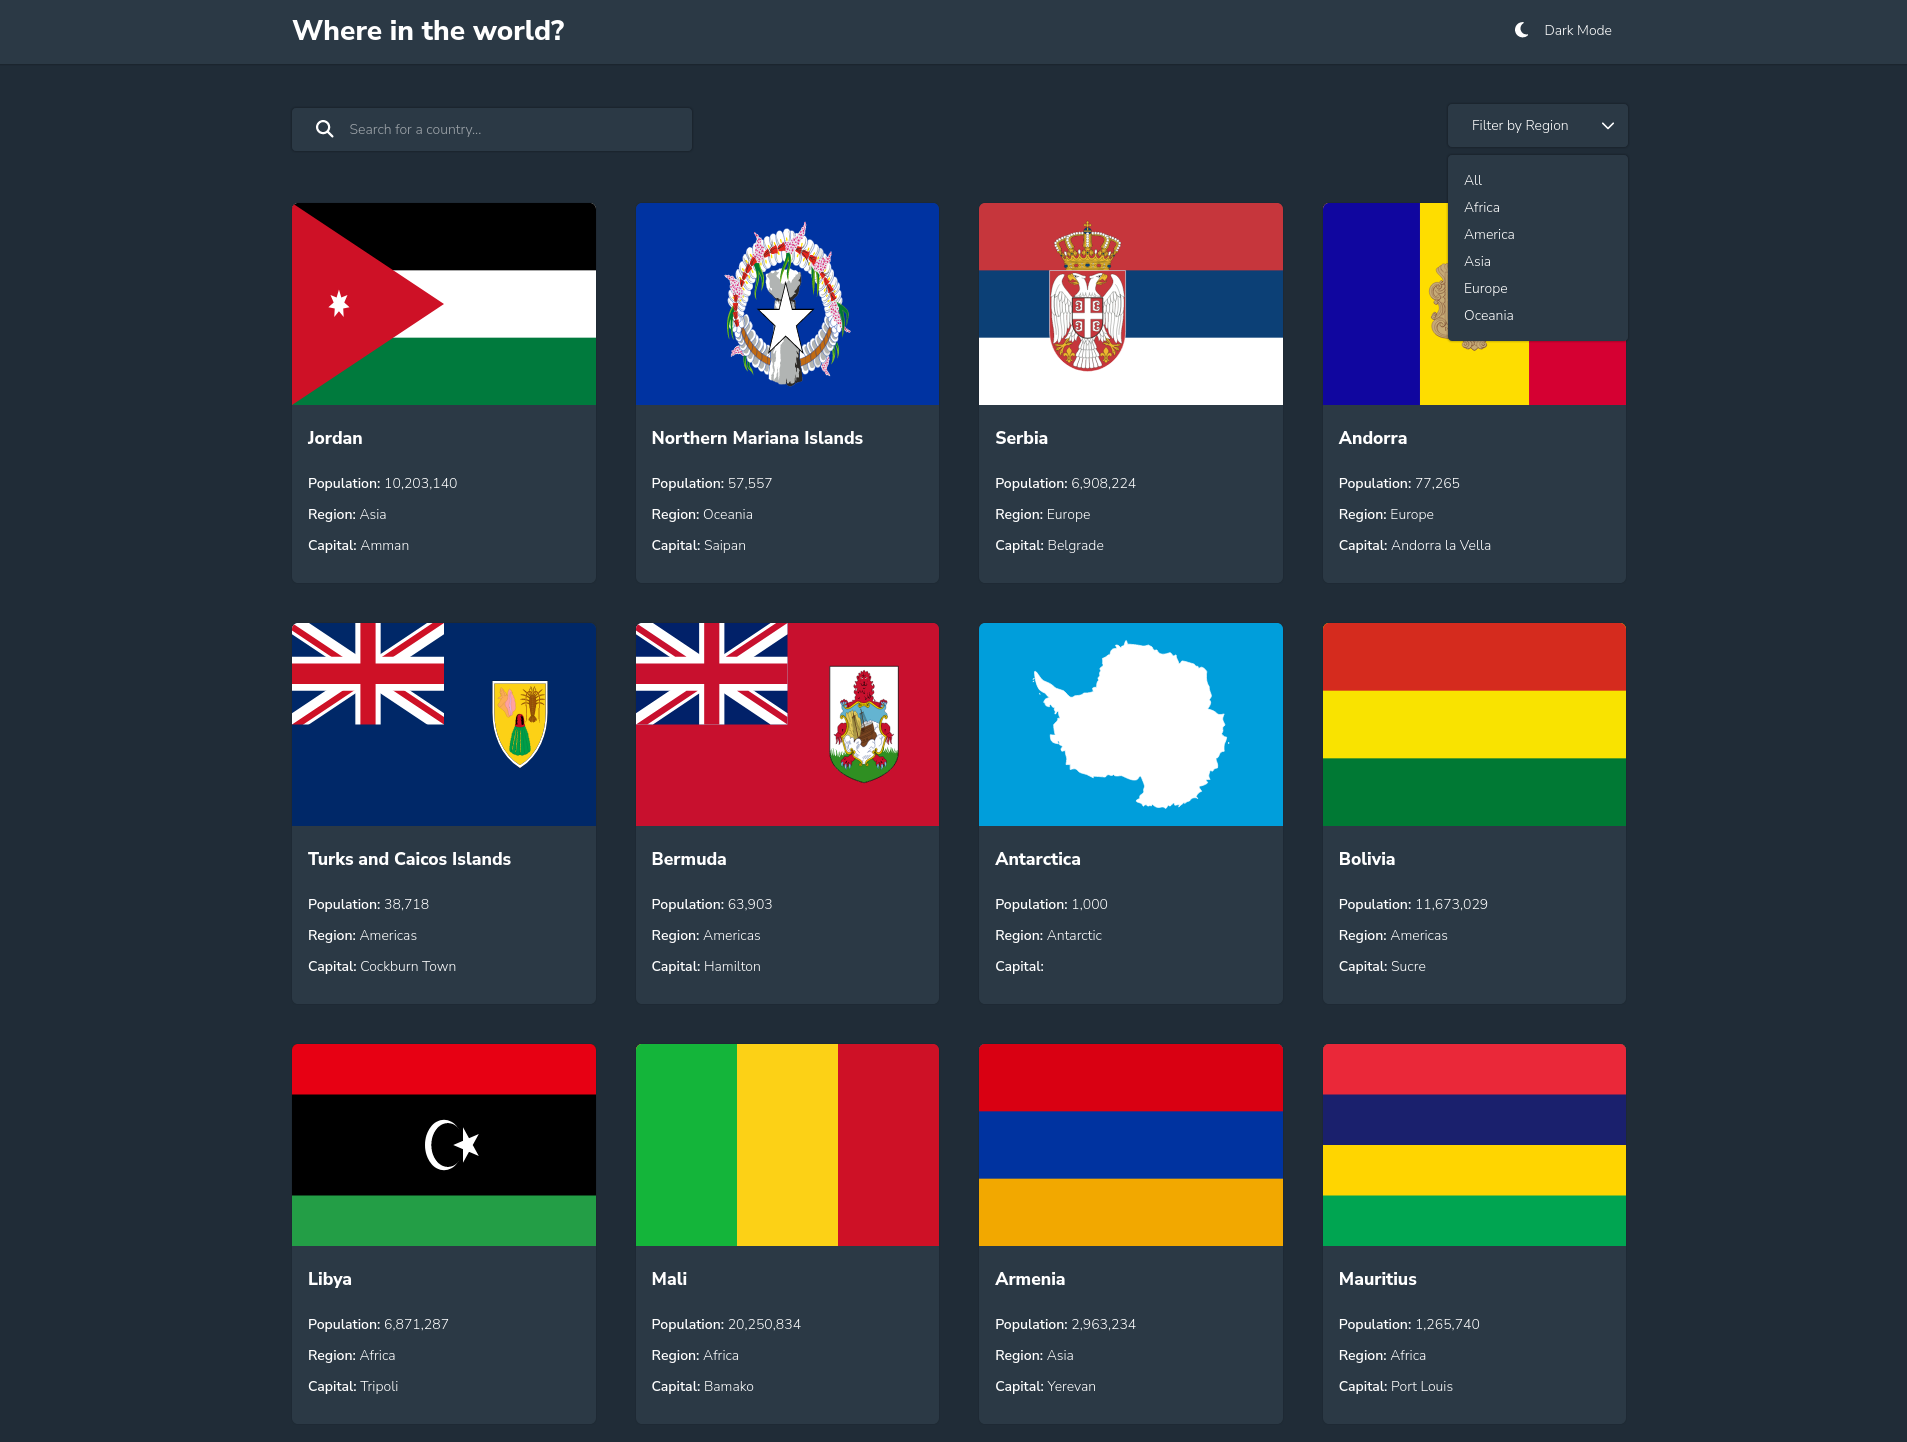 Where in the world?
Dark Mode
Search for a country...
Filter by Region
All
Africa
America
Asia
Europe
Oceania
Jordan
Population: 10,203,140
Region: Asia
Capital: Amman
Northern Mariana Islands
Population: 57,557
Region: Oceania
Capital: Saipan
Serbia
Population: 6,908,224
Region: Europe
Capital: Belgrade
Andorra
Population: 77,265
Region: Europe
Capital: Andorra la Vella
Turks and Caicos Islands
Population: 38,718
Region: Americas
Capital: Cockburn Town
Bermuda
Population: 63,903
Region: Americas
Capital: Hamilton
Antarctica
Population: 1,000
Region: Antarctic
Capital:
Bolivia
Population: 11,673,029
Region: Americas
Capital: Sucre
Libya
Population: 6,871,287
Region: Africa
Capital: Tripoli
Mali
Population: 20,250,834
Region: Africa
Capital: Bamako
Armenia
Population: 2,963,234
Region: Asia
Capital: Yerevan
Mauritius
Population: 1,265,740
Region: Africa
Capital: Port Louis